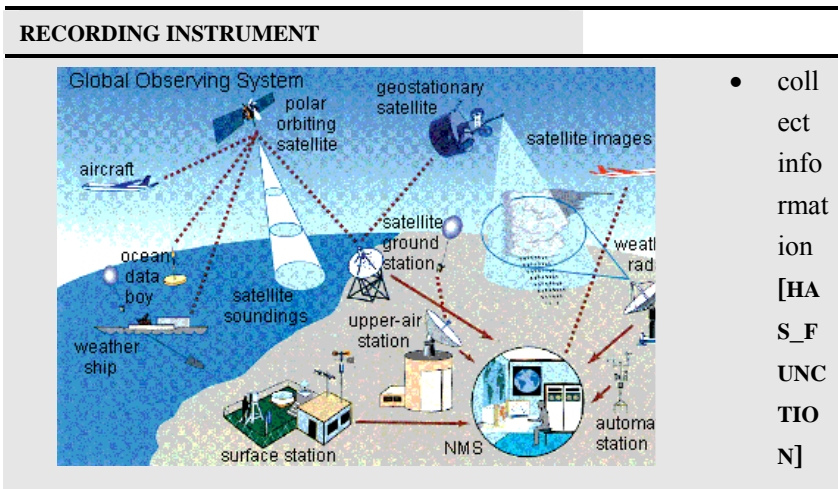 RECORDING INSTRUMENT
Global Observing System
geostationary
satellite
polar
orbiting
satellite
satellite images
aircraft
satellite
ground
station
weath
rad
ocean
data
boy
satellite
soundings
upper-air
station
weather
ship
surface station
NMS
automa
station
• coll
ect
info
rmat
ion
[HA
S_F
UNC
TIO
N]